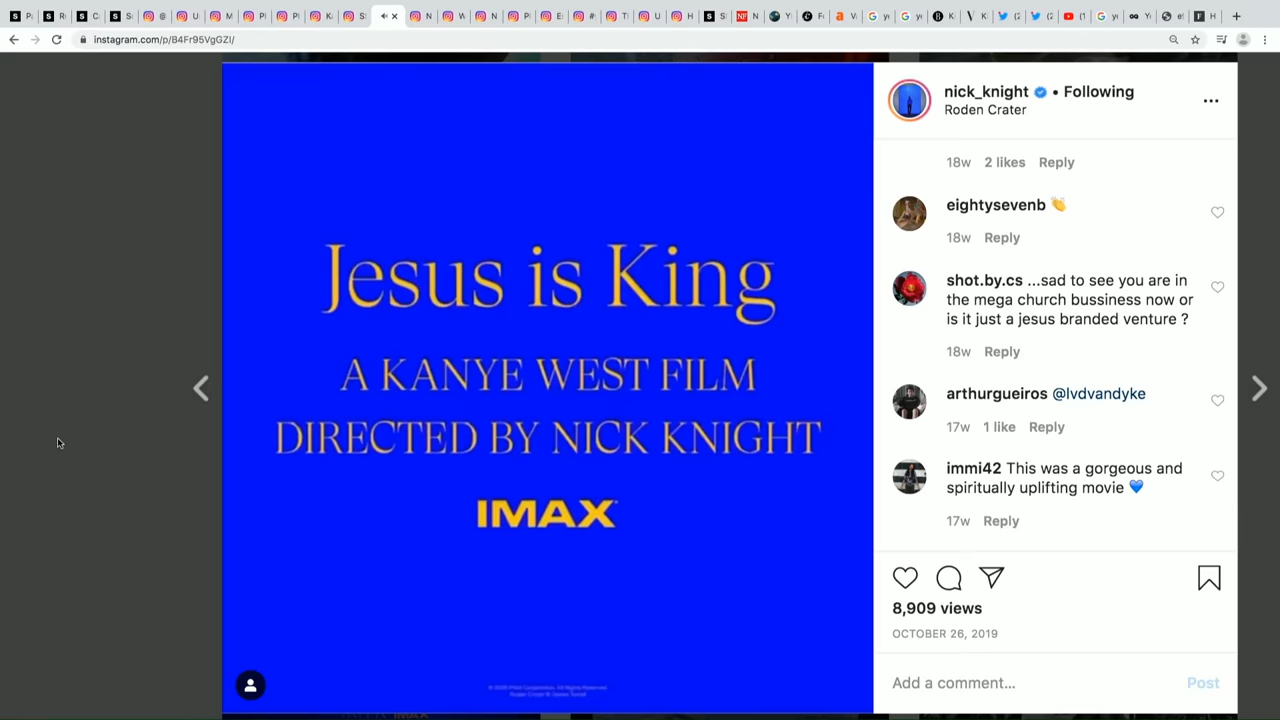 instagram.com/p/B4Fr95VgGZI/
nick_knight • Following
Roden Crater
18w 2 likes Reply
eightysevenb 👏
18w Reply
shot.by.cs ...sad to see you are in
the mega church bussiness now or
is it just a jesus branded venture ?
18w Reply
arthurgueiros @lvdvandyke
17w 1 like Reply
immi42 This was a gorgeous and
spiritually uplifting movie 💙
17w Reply
8,909 views
OCTOBER 26, 2019
Add a comment... Post
Jesus is King
A KANYE WEST FILM
DIRECTED BY NICK KNIGHT
IMAX